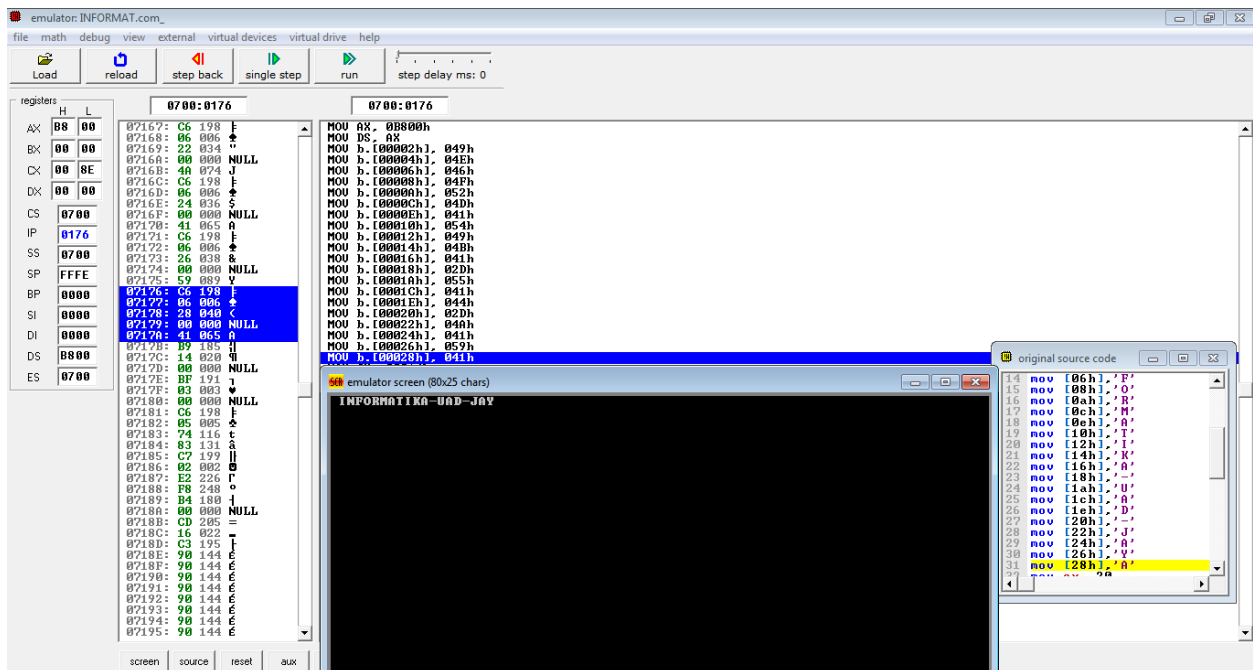 emulator: INFORMAT.com_
file math debug view external virtual devices virtual drive help
Load reload step back single step run step delay ms: 0
registers
H L
0700:0176 0700:0176
AX B8 00
BX 00 00
CX 00 8E
DX 00 00
CS 0700
IP 0176
SS 0700
SP FFFE
BP 0000
SI 0000
DI 0000
DS B800
ES 0700
07167: C6 198 ╞
07168: 06 006 ♠
07169: 22 034 "
0716A: 00 000 NULL
0716B: 4A 074 J
0716C: C6 198 ╞
0716D: 06 006 ♠
0716E: 24 036 $
0716F: 00 000 NULL
07170: 41 065 A
07171: C6 198 ╞
07172: 06 006 ♠
07173: 26 038 &
07174: 00 000 NULL
07175: 59 089 Y
07176: C6 198 ╞
07177: 06 006 ♠
07178: 28 040 (
07179: 00 000 NULL
0717A: 41 065 A
0717B: B9 185 ╣
0717C: 14 020 ¶
0717D: 00 000 NULL
0717E: BF 191 ┐
0717F: 03 003 ♥
07180: 00 000 NULL
07181: C6 198 ╞
07182: 05 005 ♣
07183: 74 116 t
07184: 83 131 â
07185: C7 199 ╟
07186: 02 002 ☻
07187: E2 226 Γ
07188: F8 248 °
07189: B4 180 ┤
0718A: 00 000 NULL
0718B: CD 205 =
0718C: 16 022 ▬
0718D: C3 195 ├
0718E: 90 144 É
0718F: 90 144 É
07190: 90 144 É
07191: 90 144 É
07192: 90 144 É
07193: 90 144 É
07194: 90 144 É
07195: 90 144 É
MOV AX, 0B800h
MOV DS, AX
MOV b.[00002h], 049h
MOV b.[00004h], 04Eh
MOV b.[00006h], 046h
MOV b.[00008h], 04Fh
MOV b.[0000Ah], 052h
MOV b.[0000Ch], 04Dh
MOV b.[0000Eh], 041h
MOV b.[00010h], 054h
MOV b.[00012h], 049h
MOV b.[00014h], 04Bh
MOV b.[00016h], 041h
MOV b.[00018h], 02Dh
MOV b.[0001Ah], 055h
MOV b.[0001Ch], 041h
MOV b.[0001Eh], 044h
MOV b.[00020h], 02Dh
MOV b.[00022h], 04Ah
MOV b.[00024h], 041h
MOV b.[00026h], 059h
MOV b.[00028h], 041h
emulator screen (80x25 chars)
INFORMATIKA-UAD-JAY
original source code
14 mov [06h],'F'
15 mov [08h],'O'
16 mov [0ah],'R'
17 mov [0ch],'M'
18 mov [0eh],'A'
19 mov [10h],'T'
20 mov [12h],'I'
21 mov [14h],'K'
22 mov [16h],'A'
23 mov [18h],'-'
24 mov [1ah],'U'
25 mov [1ch],'A'
26 mov [1eh],'D'
27 mov [20h],'-'
28 mov [22h],'J'
29 mov [24h],'A'
30 mov [26h],'Y'
31 mov [28h],'A'
screen source reset aux